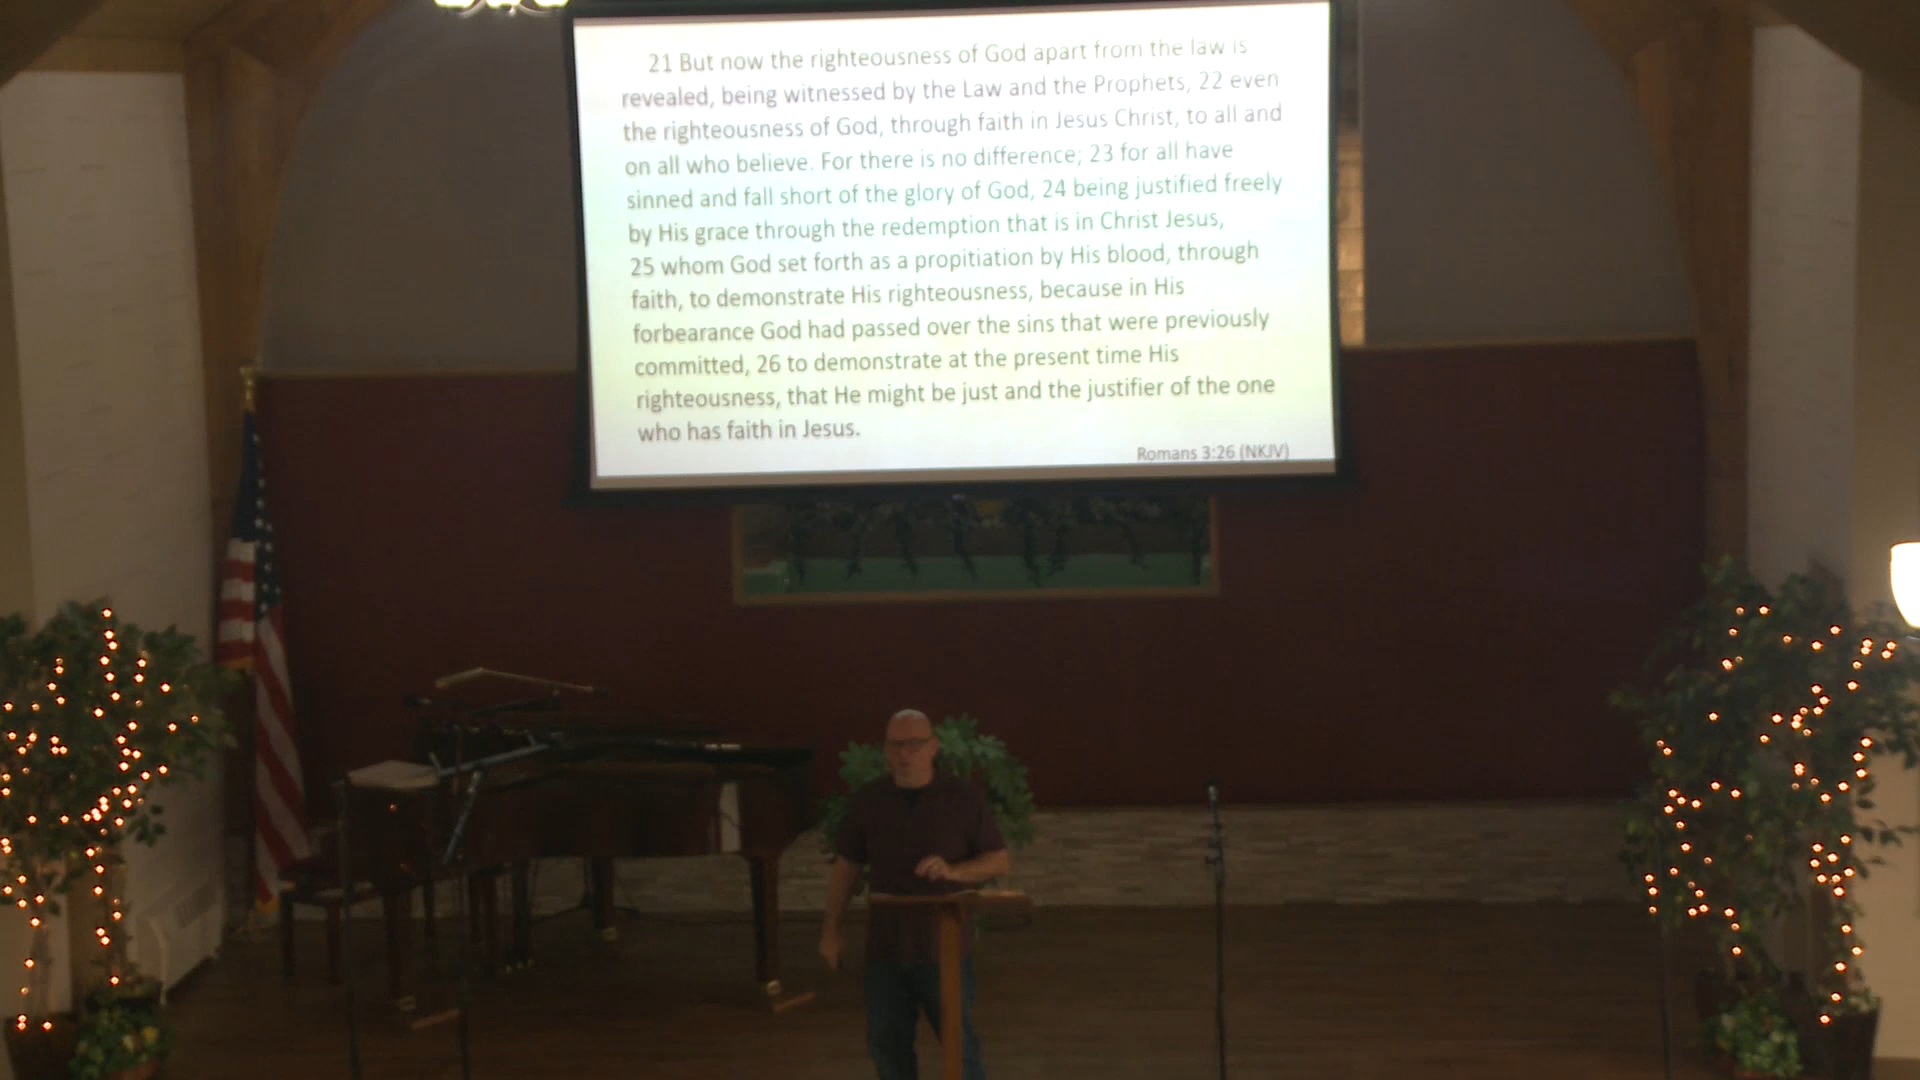 21 But now the righteousness of God apart from the law is
revealed, being witnessed by the Law and the Prophets, 22 even
the righteousness of God, through faith in Jesus Christ, to all and
on all who believe. For there is no difference; 23 for all have
sinned and fall short of the glory of God, 24 being justified freely
by His grace through the redemption that is in Christ Jesus,
25 whom God set forth as a propitiation by His blood, through
faith, to demonstrate His righteousness, because in His
forbearance God had passed over the sins that were previously
committed, 26 to demonstrate at the present time His
righteousness, that He might be just and the justifier of the one
who has faith in Jesus.
Romans 3:26 (NKJV)